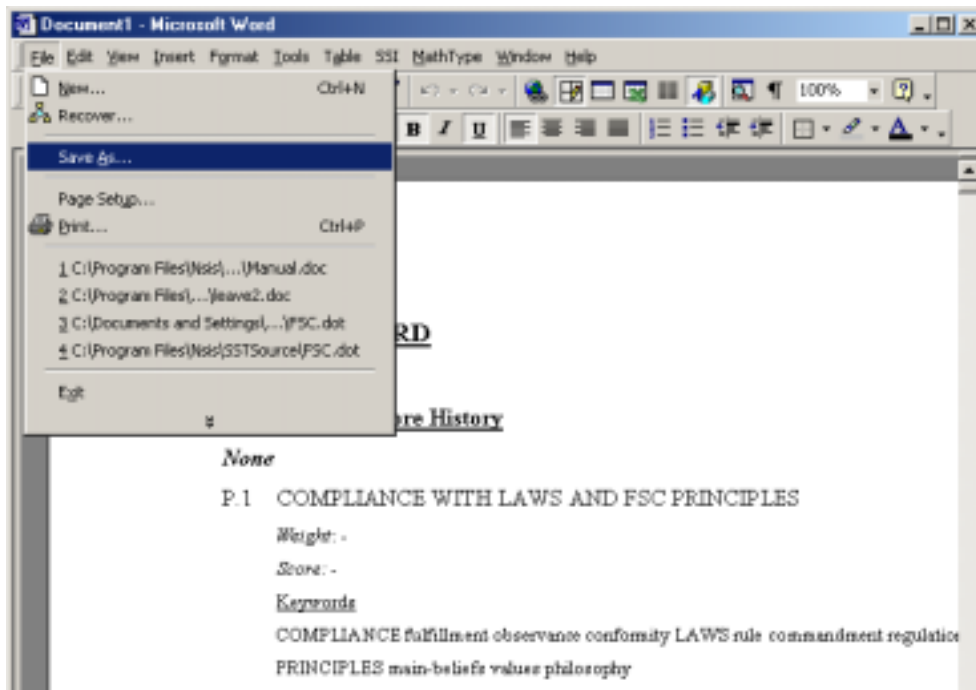 Document1 - Microsoft Word
File Edit View Insert Format Tools Table SSI MathType Window Help
New... Ctrl+N
Recover...
100%
B I U
Save As...
Page Setup...
Print... Ctrl+P
1 C:\Program Files\Nsis\...\Manual.doc
2 C:\Program Files\...\leave2.doc
3 C:\Documents and Settings\...\FSC.dot
4 C:\Program Files\Nsis\SSTSource\FSC.dot
Exit
RD
ore History
None
P.1 COMPLIANCE WITH LAWS AND FSC PRINCIPLES
Weight: -
Score: -
Keywords
COMPLIANCE fulfillment observance conformity LAWS rule commandment regulation
PRINCIPLES main-beliefs values philosophy